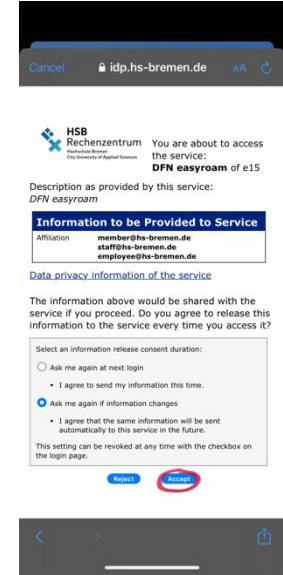 Cancel
idp.hs-bremen.de
AA
HSB
Rechenzentrum
Hochschule Bremen
City University of Applied Sciences
You are about to access
the service:
DFN easyroam of e15
Description as provided by this service:
DFN easyroam
Information to be Provided to Service
Affiliation
member@hs-bremen.de
staff@hs-bremen.de
employee@hs-bremen.de
Data privacy information of the service
The information above would be shared with the
service if you proceed. Do you agree to release this
information to the service every time you access it?
Select an information release consent duration:
Ask me again at next login
• I agree to send my information this time.
Ask me again if information changes
• I agree that the same information will be sent
automatically to this service in the future.
This setting can be revoked at any time with the checkbox on
the login page.
Reject
Accept